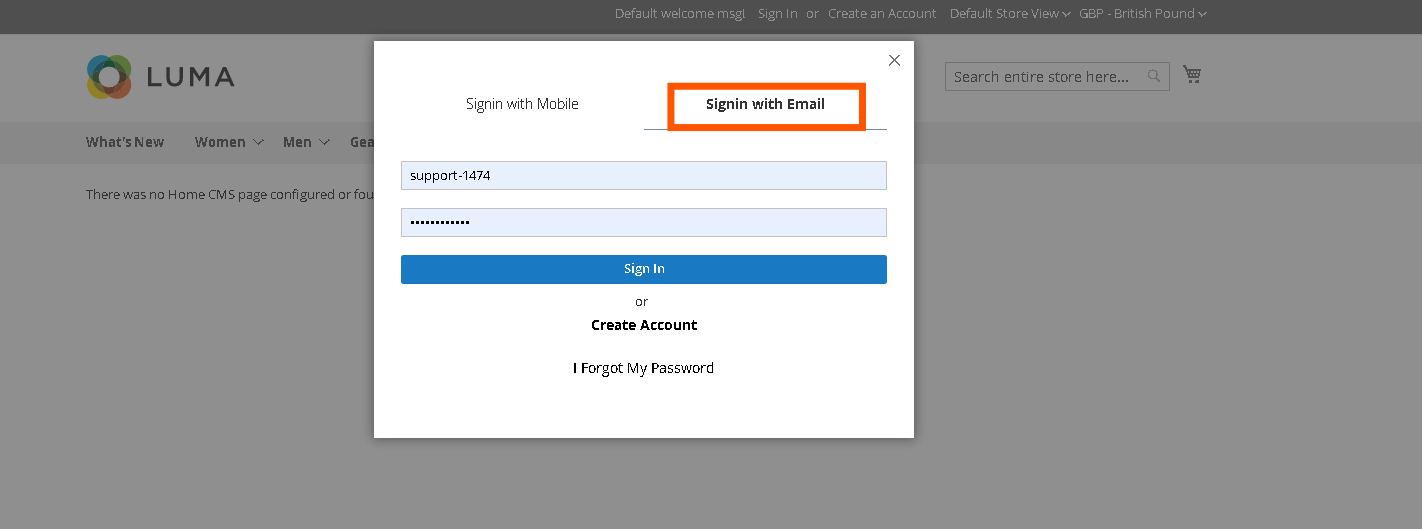 Default welcome msg! Sign In or Create an Account Default Store View GBP - British Pound
LUMA
Search entire store here...
Signin with Mobile
Signin with Email
What's New Women Men
There was no Home CMS page configured or
support-1474
Sign In
or
Create Account
I Forgot My Password